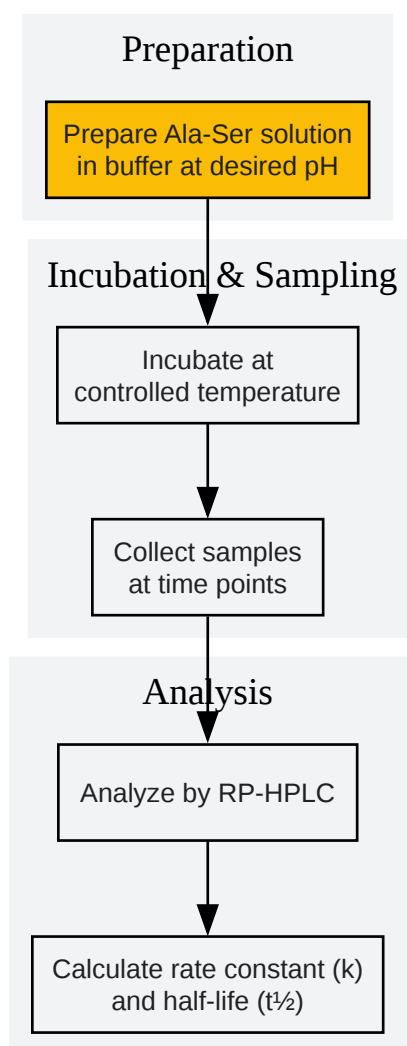 Preparation
Prepare Ala-Ser solution
in buffer at desired pH
Incubation & Sampling
Incubate at
controlled temperature
Collect samples
at time points
Analysis
Analyze by RP-HPLC
Calculate rate constant (k)
and half-life (t½)